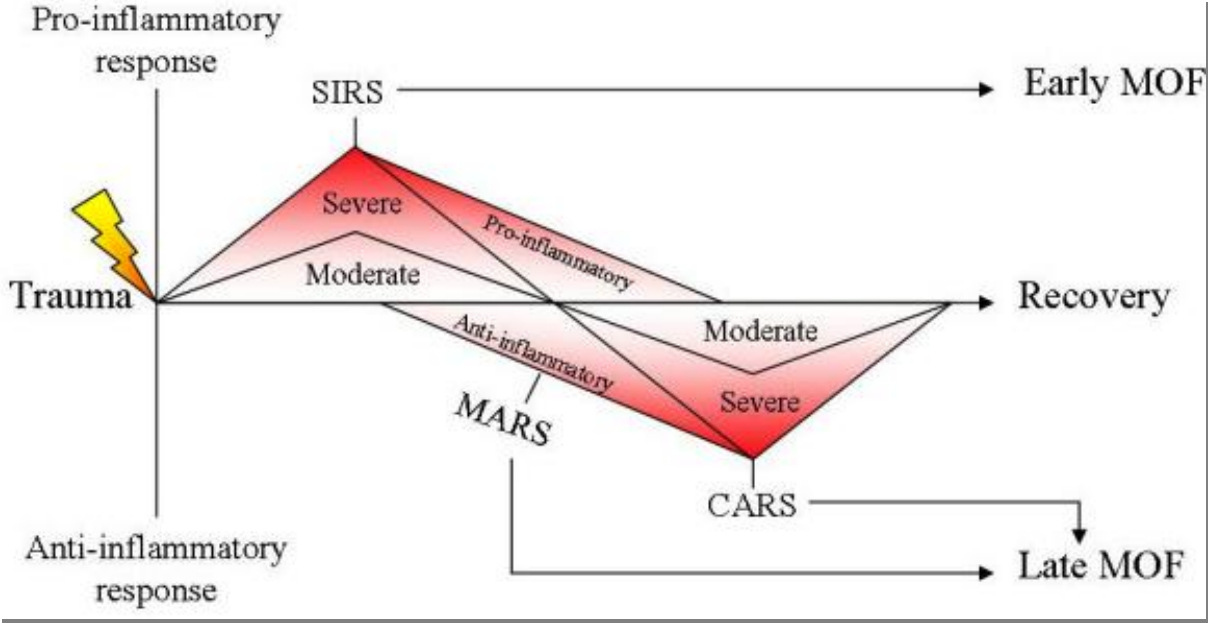 Pro-inflammatory
response
SIRS
Early MOF
Severe
Pro-inflammatory
Moderate
Trauma
Recovery
Anti-inflammatory
Moderate
Severe
MARS
CARS
Anti-inflammatory
response
Late MOF